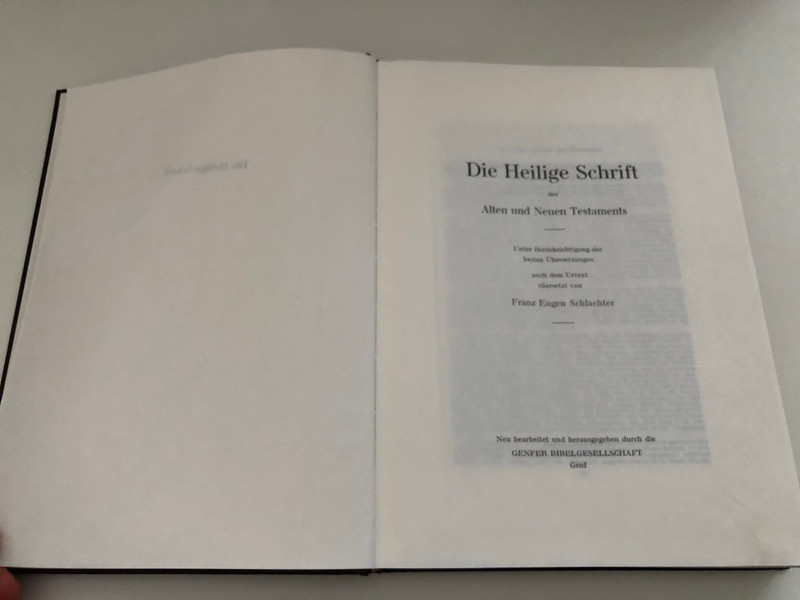 Die Heilige Schrift
des
Alten und Neuen Testaments
Unter Berücksichtigung der
besten Übersetzungen
nach dem Urtext
übersetzt von
Franz Eugen Schlachter
Neu bearbeitet und herausgegeben durch die
GENFER BIBELGESELLSCHAFT
Genf